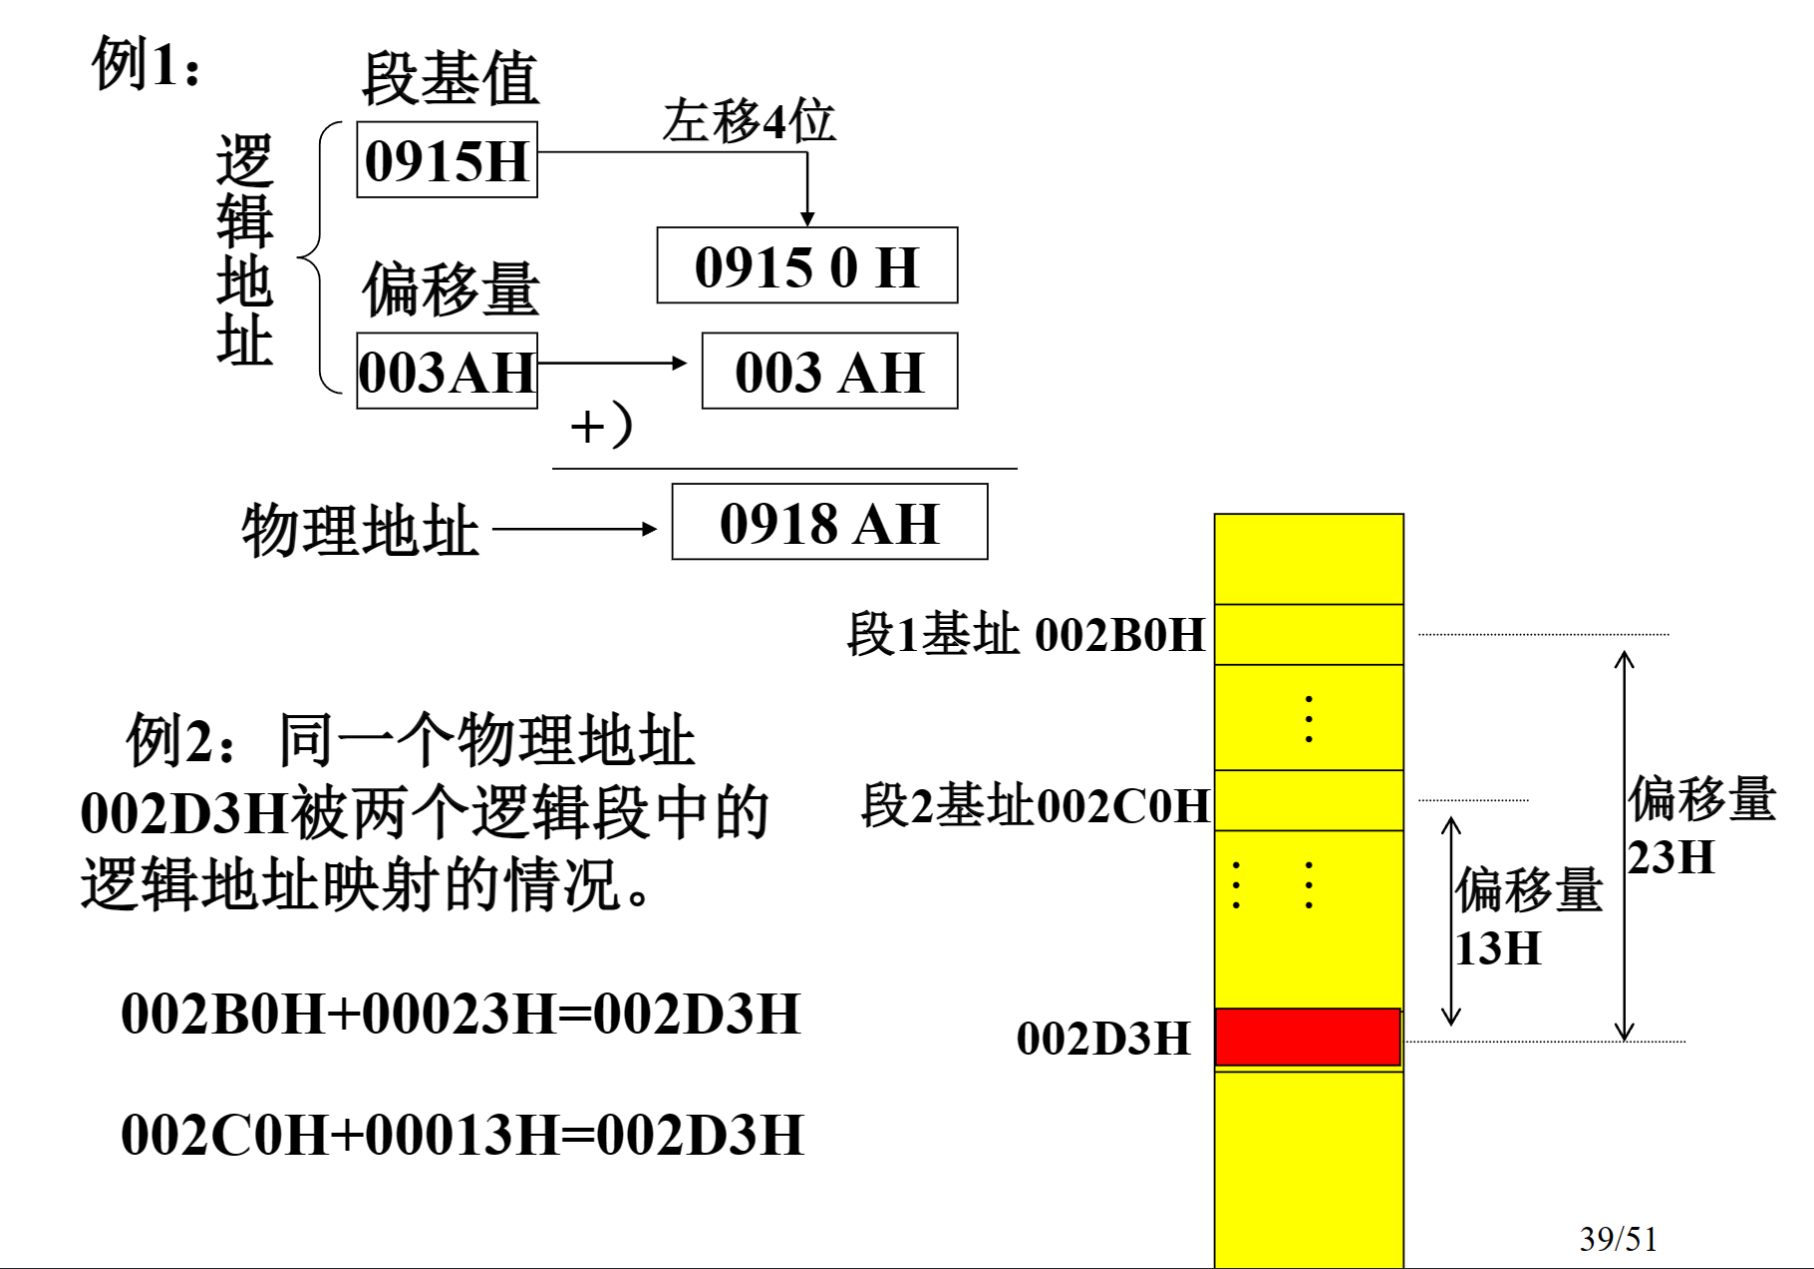 例1：
段基值
左移4位
逻辑地址
0915H
0915 0 H
偏移量
003AH
003 AH
+）
物理地址
0918 AH
段1基址 002B0H
例2：同一个物理地址
002D3H被两个逻辑段中的
逻辑地址映射的情况。
段2基址002C0H
偏移量
23H
偏移量
13H
002B0H+00023H=002D3H
002D3H
002C0H+00013H=002D3H
39/51